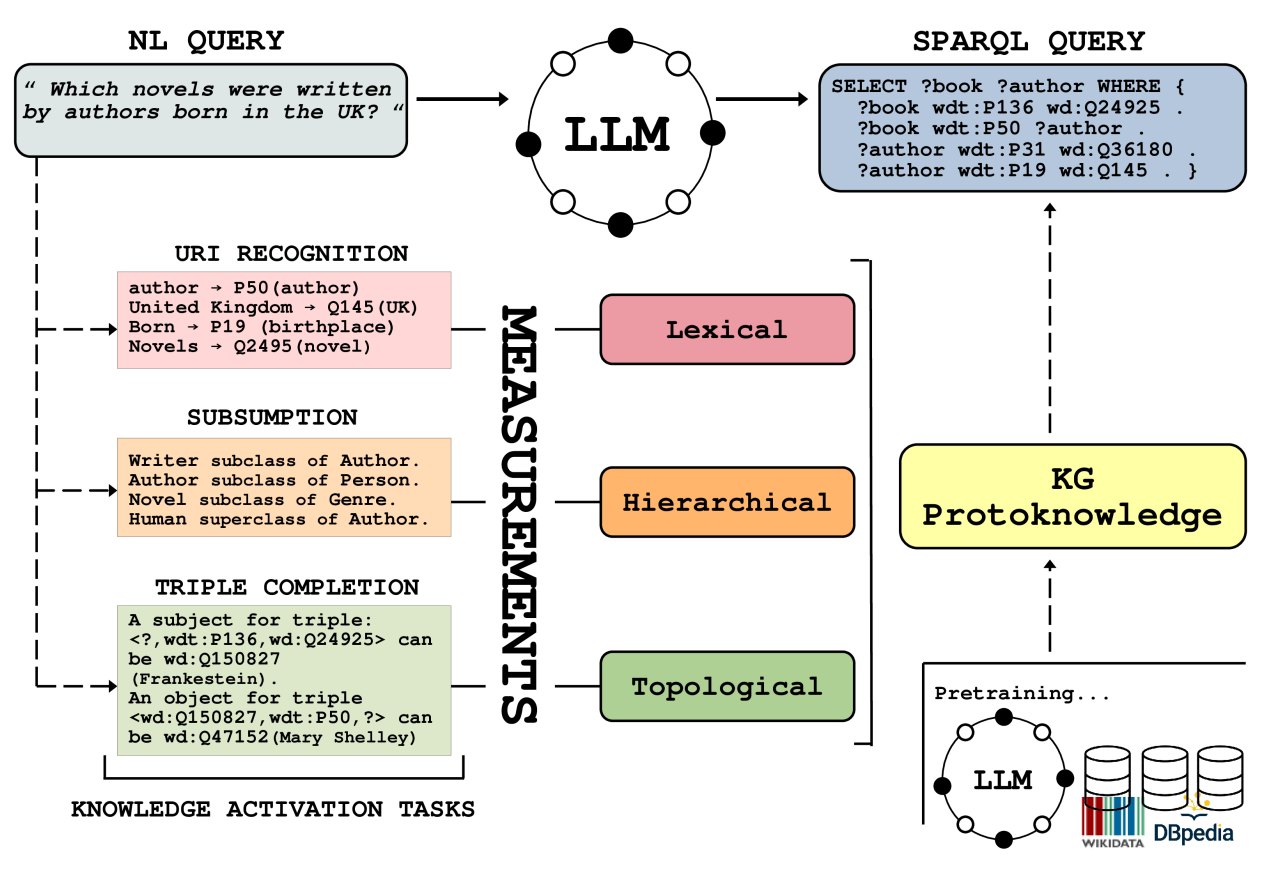 NL QUERY
“ Which novels were written
by authors born in the UK? “
LLM
SPARQL QUERY
SELECT ?book ?author WHERE {
?book wdt:P136 wd:Q24925 .
?book wdt:P50 ?author .
?author wdt:P31 wd:Q36180 .
?author wdt:P19 wd:Q145 . }
URI RECOGNITION
author → P50(author)
United Kingdom → Q145(UK)
Born → P19 (birthplace)
Novels → Q2495(novel)
SUBSUMPTION
Writer subclass of Author.
Author subclass of Person.
Novel subclass of Genre.
Human superclass of Author.
TRIPLE COMPLETION
A subject for triple:
<?,wdt:P136,wd:Q24925> can
be wd:Q150827
(Frankestein).
An object for triple
<wd:Q150827,wdt:P50,?> can
be wd:Q47152(Mary Shelley)
KNOWLEDGE ACTIVATION TASKS
MEASUREMENTS
Lexical
Hierarchical
Topological
KG
Protoknowledge
Pretraining...
LLM
WIKIDATA
DBpedia